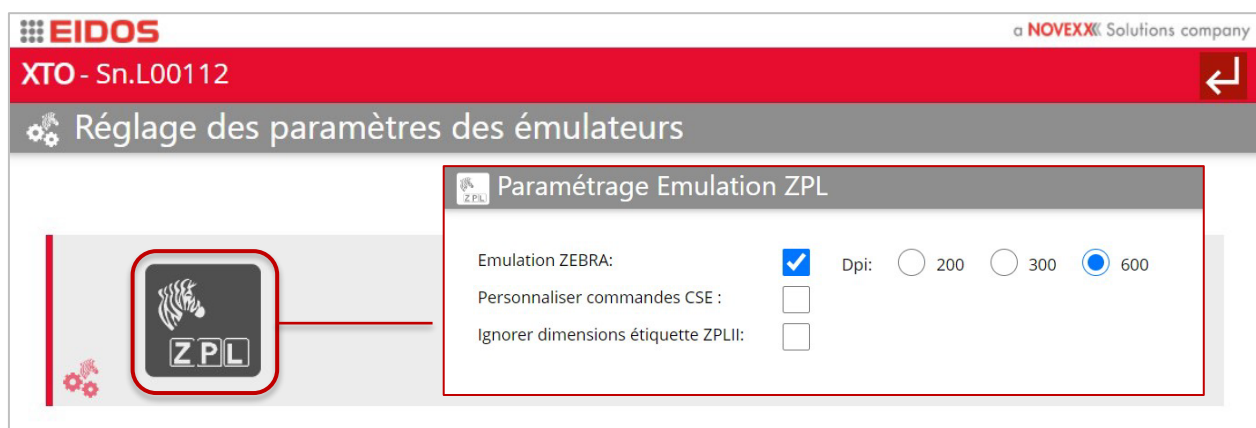 EIDOS
a NOVEXX Solutions company
XTO - Sn.L00112
Réglage des paramètres des émulateurs
ZPL
Paramétrage Emulation ZPL
Emulation ZEBRA: Dpi: 200 300 600
Personnaliser commandes CSE :
Ignorer dimensions étiquette ZPLII:
ZPL